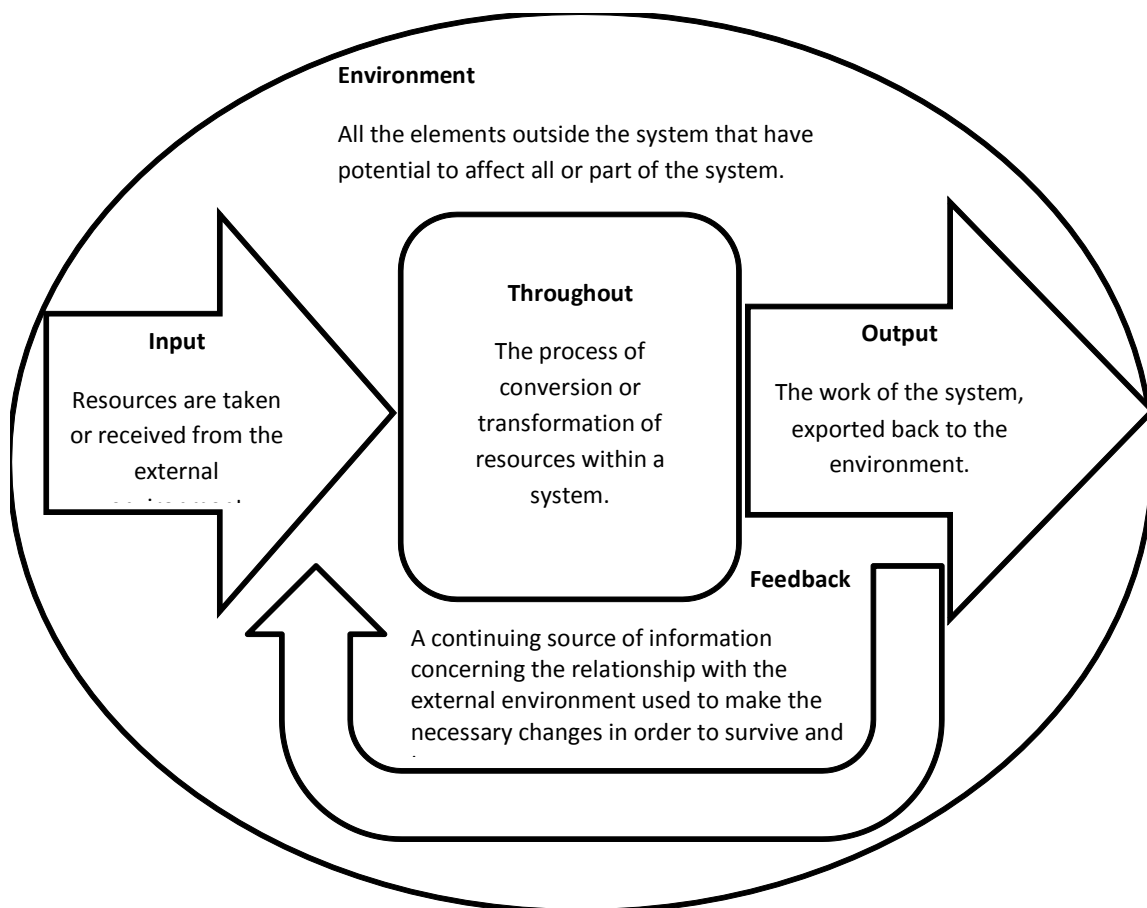 Environment
All the elements outside the system that have
potential to affect all or part of the system.
Input
Resources are taken
or received from the
external
Throughout
The process of
conversion or
transformation of
resources within a
system.
Output
The work of the system,
exported back to the
environment.
Feedback
A continuing source of information
concerning the relationship with the
external environment used to make the
necessary changes in order to survive and